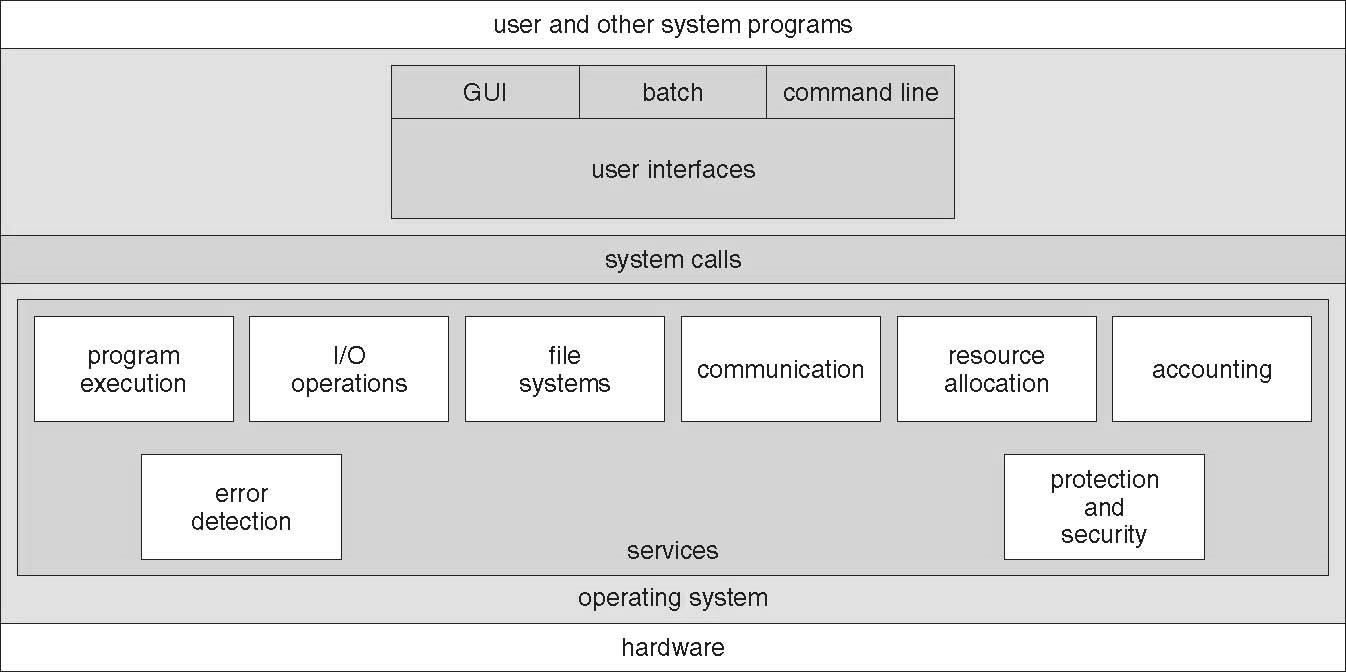 user and other system programs
GUI
batch
command line
user interfaces
system calls
program
execution
I/O
operations
file
systems
communication
resource
allocation
accounting
error
detection
protection
and
security
services
operating system
hardware